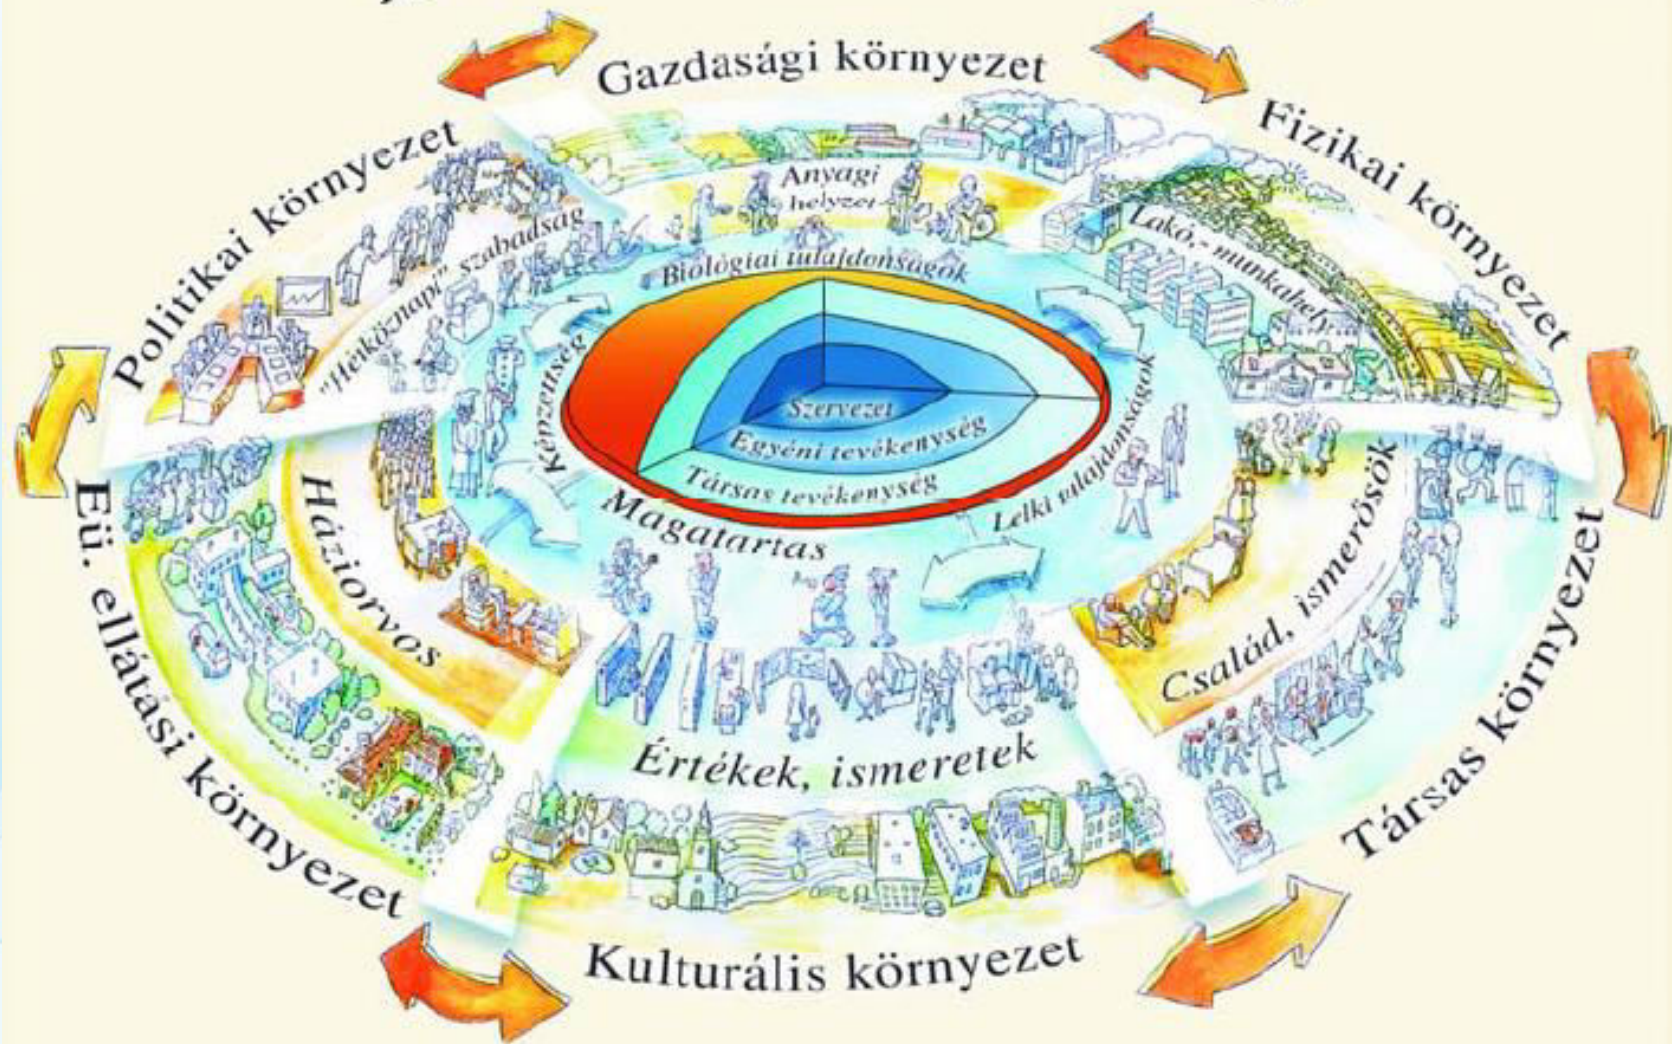 Gazdasági környezet
Fizikai környezet
Politikai környezet
Anyagi
helyzet
Lakó,- munkahely
"Hétköznapi" szabadság
Biológiai tulajdonságok
Képzettség
Szervezet
Egyéni tevékenység
Társas tevékenység
Lelki tulajdonságok
Magatartas
Háziorvos
Család, ismerősök
Eü. ellátási környezet
Társas környezet
Értékek, ismeretek
Kulturális környezet